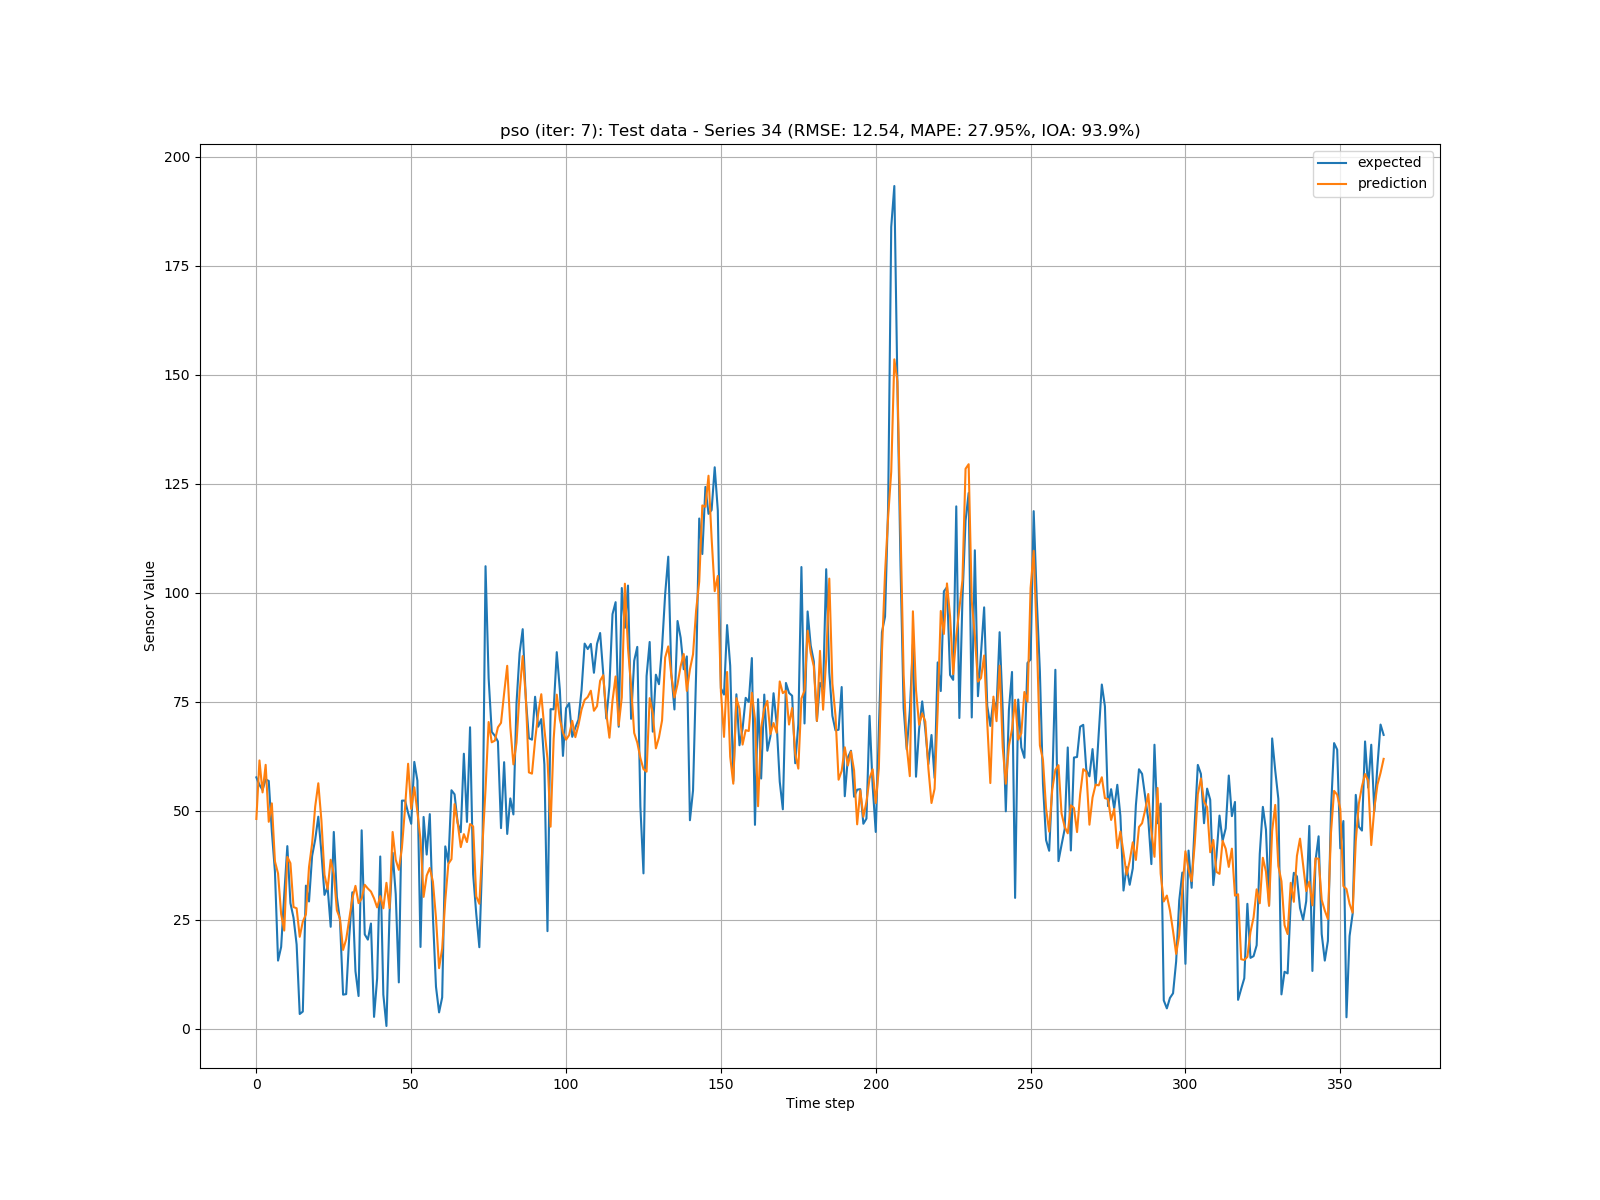 pso (iter: 7): Test data - Series 34 (RMSE: 12.54, MAPE: 27.95%, IOA: 93.9%)
expected
prediction
200
175
150
125
100
75
50
25
0
Sensor Value
0 50 100 150 200 250 300 350
Time step